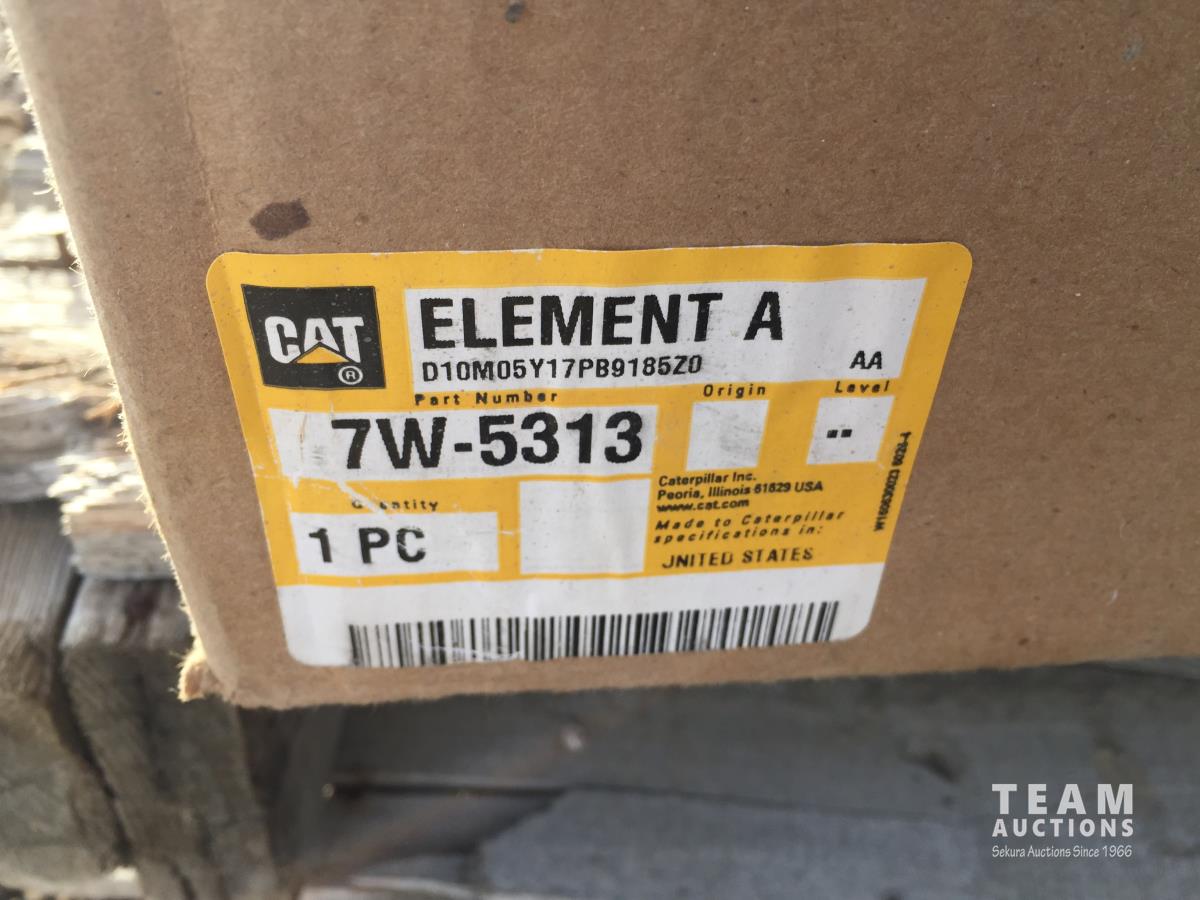 CAT
®
ELEMENT A
D10M05Y17PB9185Z0 AA
Part Number Origin Level
7W-5313 --
Quantity
1 PC
Caterpillar Inc.
Peoria, Illinois 61629 USA
www.cat.com
Made to Caterpillar
specifications in:
UNITED STATES
TEAM
AUCTIONS
Sekura Auctions Since 1966